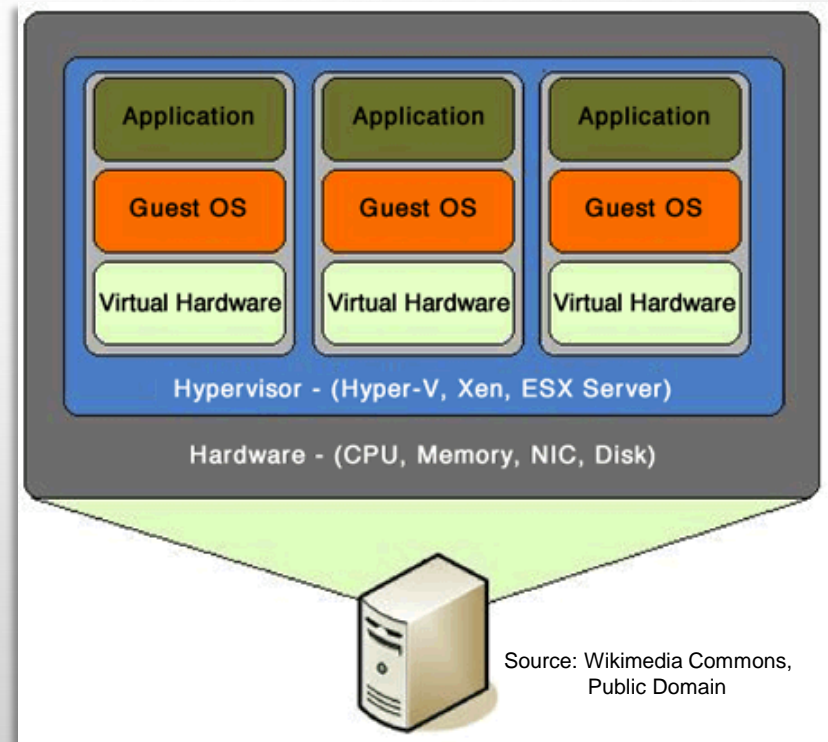 Application Application Application
Guest OS Guest OS Guest OS
Virtual Hardware Virtual Hardware Virtual Hardware
Hypervisor - (Hyper-V, Xen, ESX Server)
Hardware - (CPU, Memory, NIC, Disk)
Source: Wikimedia Commons,
Public Domain